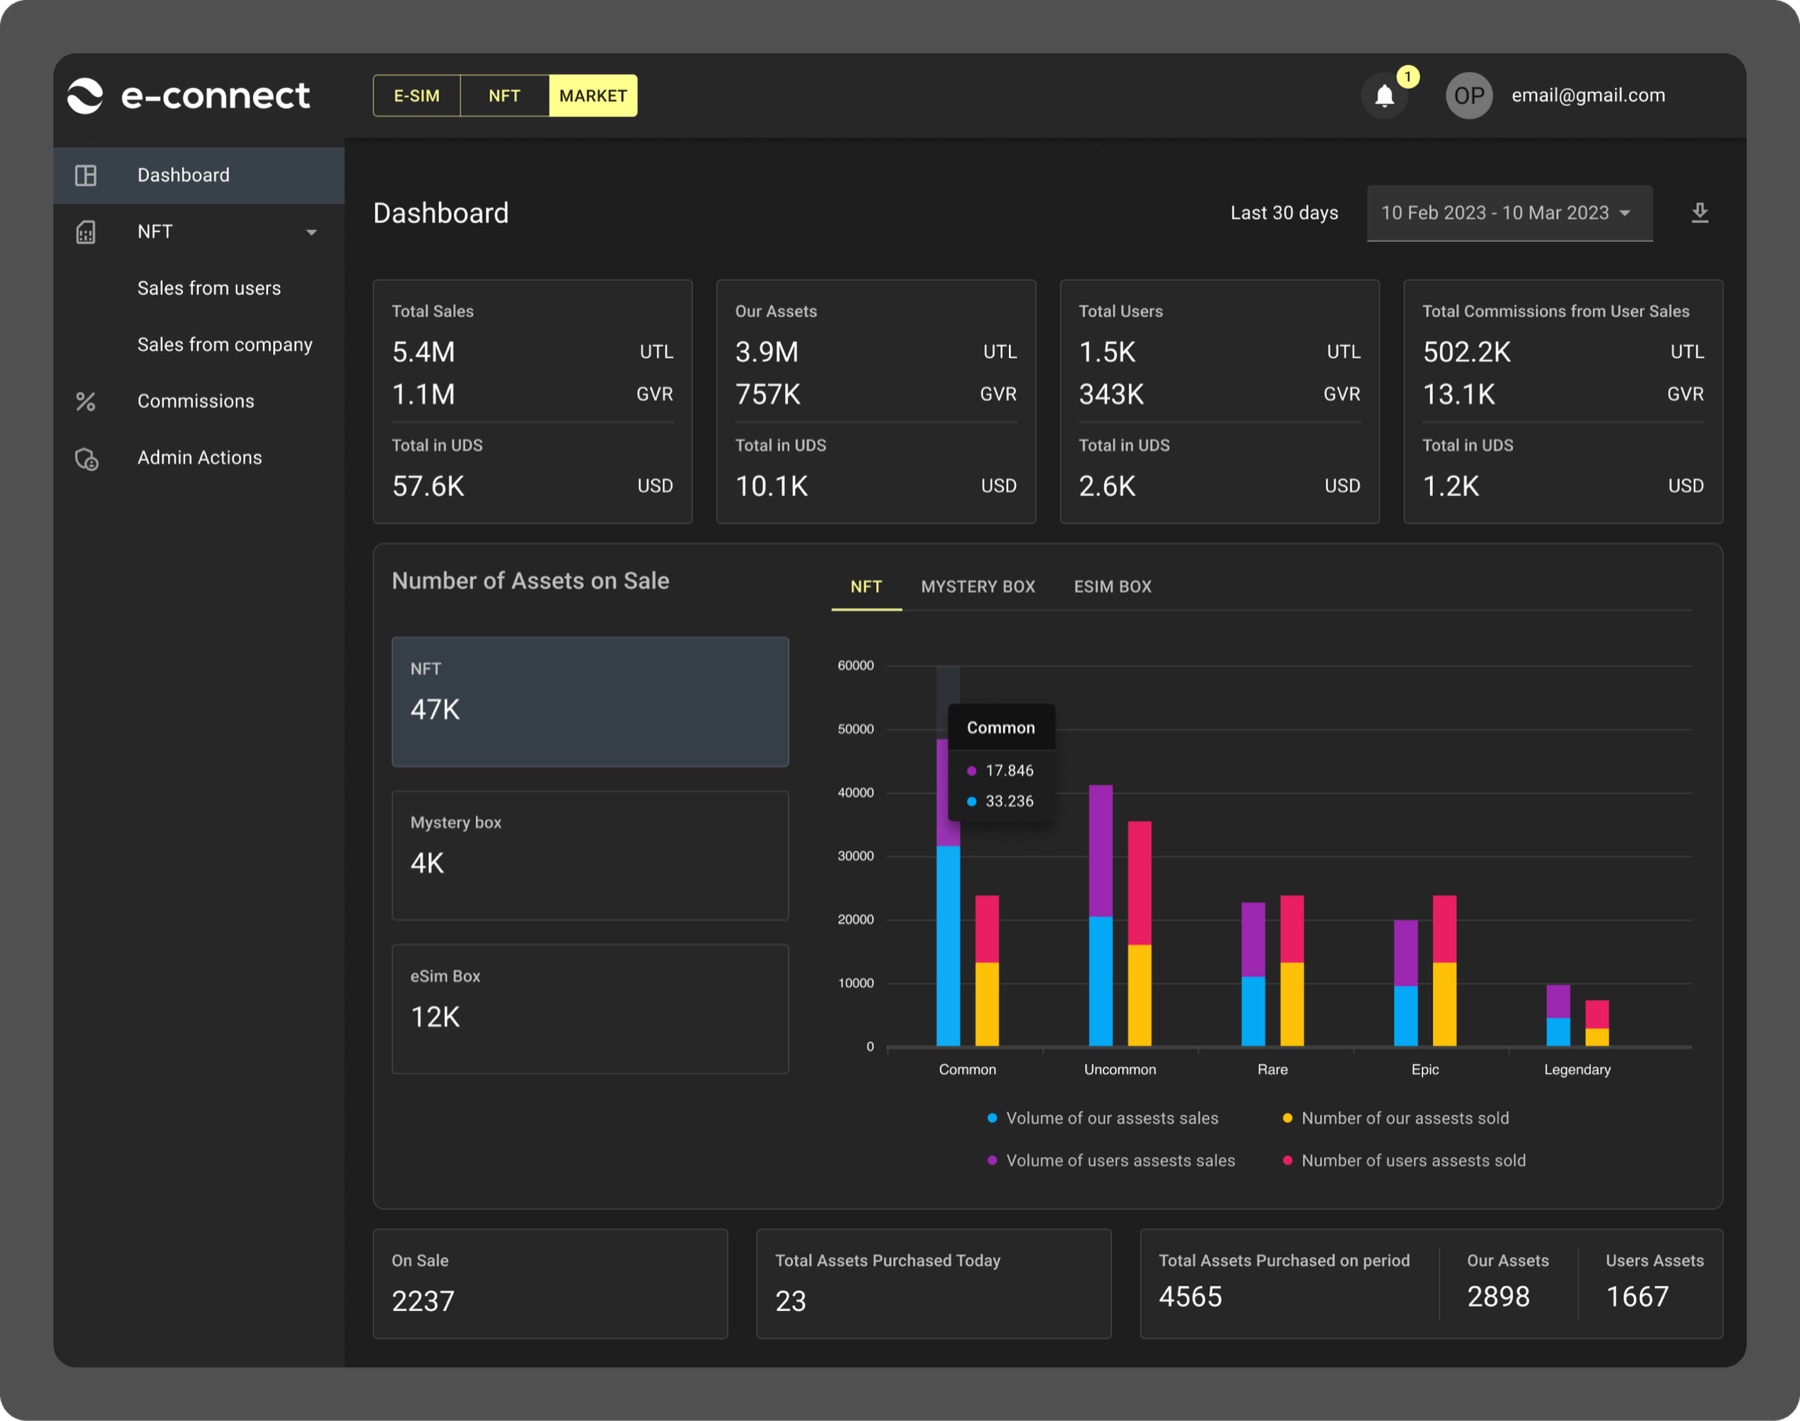 e-connect
E-SIM NFT MARKET
1
OP email@gmail.com
Dashboard
NFT
Sales from users
Sales from company
Commissions
Admin Actions
Dashboard
Last 30 days 10 Feb 2023 - 10 Mar 2023
Total Sales
5.4M UTL
1.1M GVR
Total in UDS
57.6K USD
Our Assets
3.9M UTL
757K GVR
Total in UDS
10.1K USD
Total Users
1.5K UTL
343K GVR
Total in UDS
2.6K USD
Total Commissions from User Sales
502.2K UTL
13.1K GVR
Total in UDS
1.2K USD
Number of Assets on Sale
NFT
47K
Mystery box
4K
eSim Box
12K
NFT MYSTERY BOX ESIM BOX
60000
50000
40000
30000
20000
10000
0
Common
17.846
33.236
Common Uncommon Rare Epic Legendary
Volume of our assests sales Number of our assests sold
Volume of users assests sales Number of users assests sold
On Sale
2237
Total Assets Purchased Today
23
Total Assets Purchased on period
4565
Our Assets
2898
Users Assets
1667